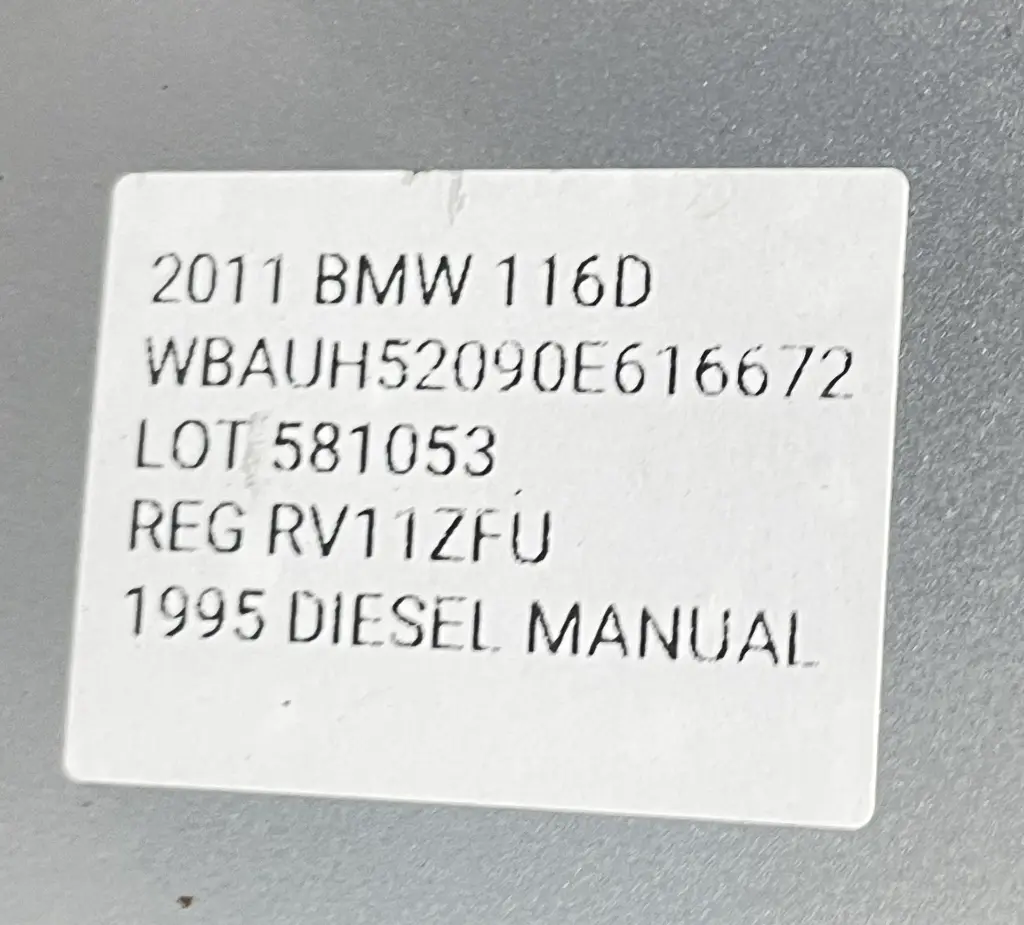 2011 BMW 116D
WBAUH52090E616672
LOT 581053
REG RV11ZFU
1995 DIESEL MANUAL